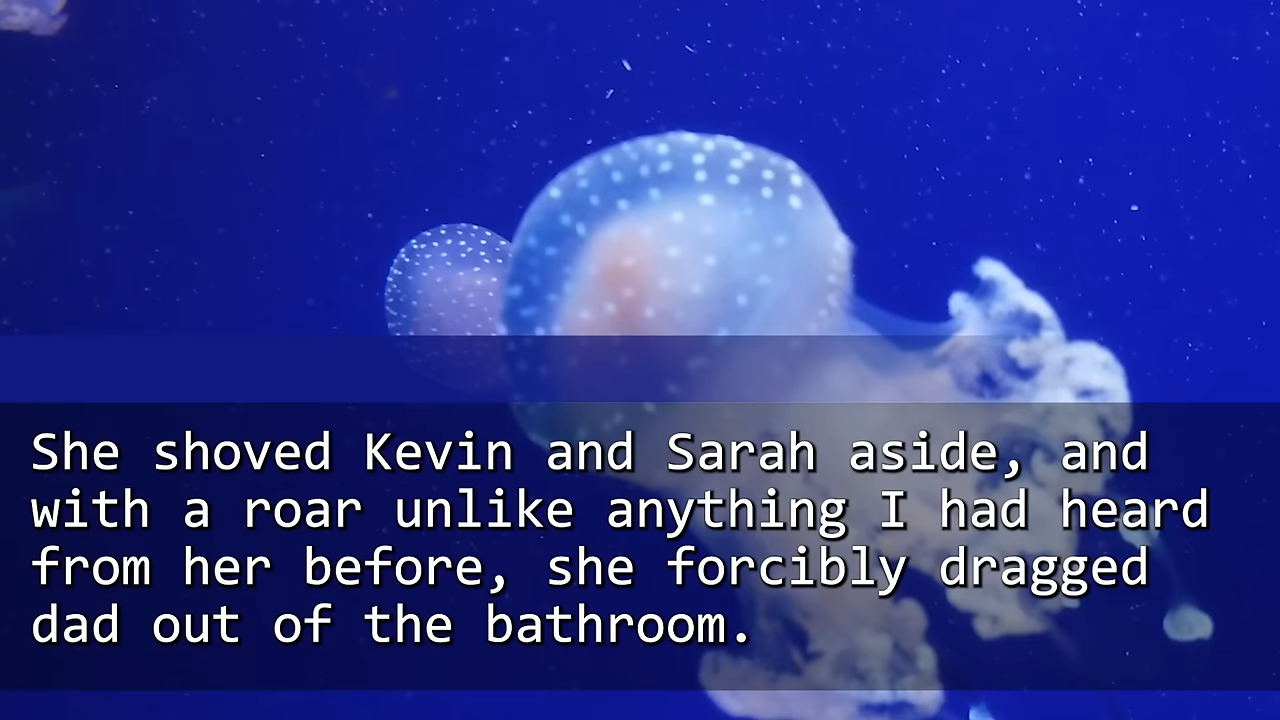 She shoved Kevin and Sarah aside, and
with a roar unlike anything I had heard
from her before, she forcibly dragged
dad out of the bathroom.